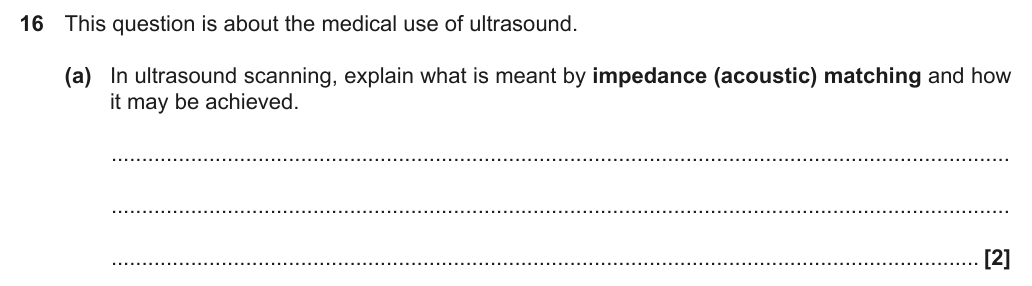 16 This question is about the medical use of ultrasound.
(a) In ultrasound scanning, explain what is meant by impedance (acoustic) matching and how
it may be achieved.
....................................................................................................................................................
....................................................................................................................................................
............................................................................................................................................... [2]